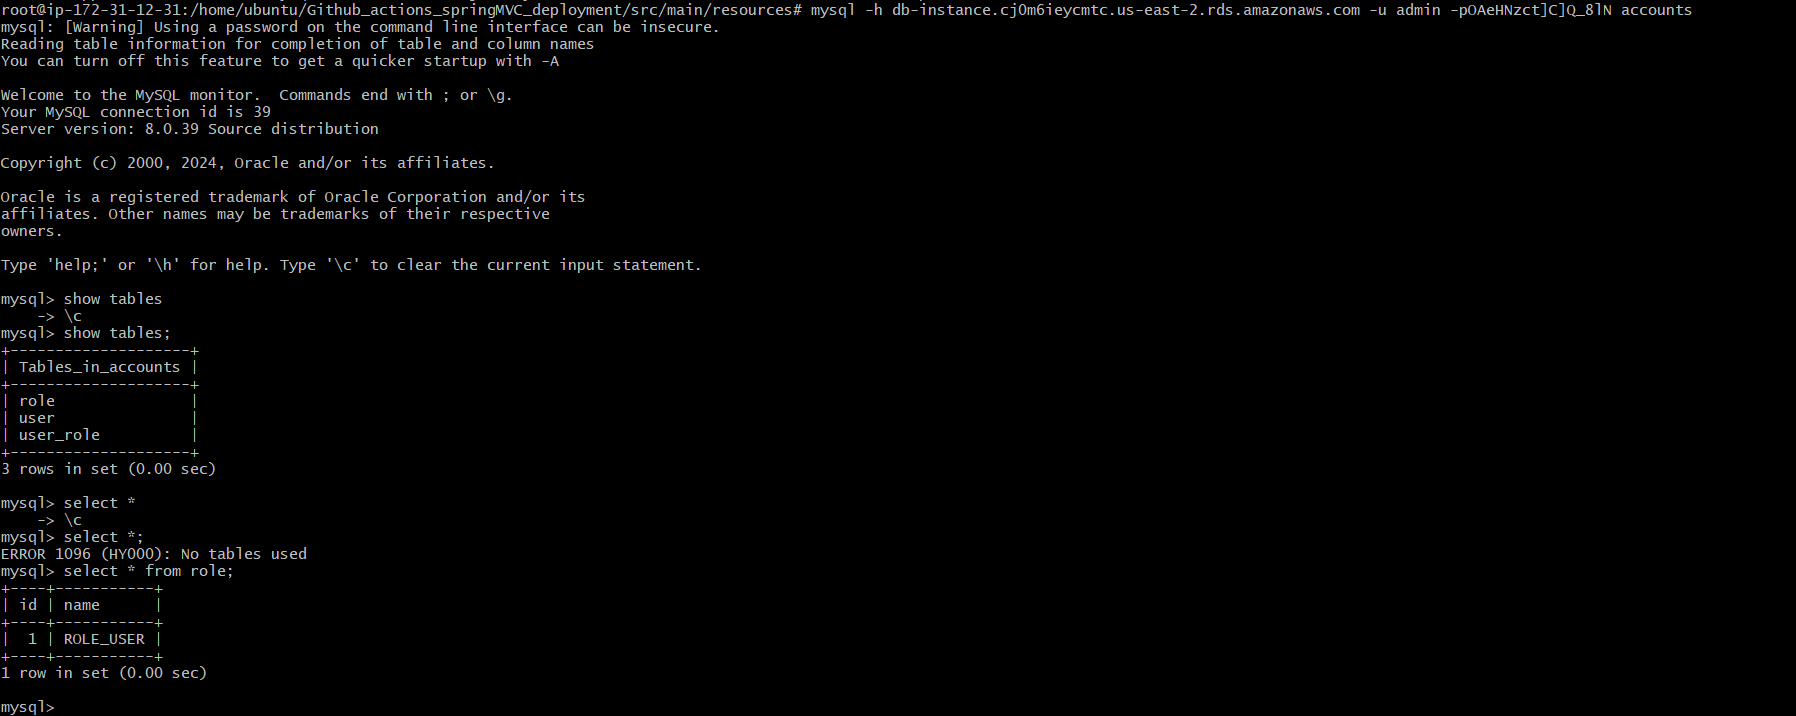 root@ip-172-31-12-31:/home/ubuntu/Github_actions_springMVC_deployment/src/main/resources# mysql -h db-instance.cj0m6ieycmtc.us-east-2.rds.amazonaws.com -u admin -pOAeHNzct]C]Q_8lN accounts
mysql: [Warning] Using a password on the command line interface can be insecure.
Reading table information for completion of table and column names
You can turn off this feature to get a quicker startup with -A

Welcome to the MySQL monitor.  Commands end with ; or \g.
Your MySQL connection id is 39
Server version: 8.0.39 Source distribution

Copyright (c) 2000, 2024, Oracle and/or its affiliates.

Oracle is a registered trademark of Oracle Corporation and/or its
affiliates. Other names may be trademarks of their respective
owners.

Type 'help;' or '\h' for help. Type '\c' to clear the current input statement.

mysql> show tables
    -> \c
mysql> show tables;
+--------------------+
| Tables_in_accounts |
+--------------------+
| role               |
| user               |
| user_role          |
+--------------------+
3 rows in set (0.00 sec)

mysql> select *
    -> \c
mysql> select *;
ERROR 1096 (HY000): No tables used
mysql> select * from role;
+----+-----------+
| id | name      |
+----+-----------+
|  1 | ROLE_USER |
+----+-----------+
1 row in set (0.00 sec)

mysql>